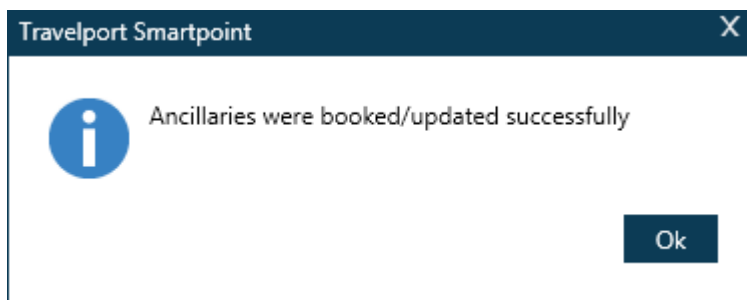 Travelport Smartpoint X
Ancillaries were booked/updated successfully
Ok